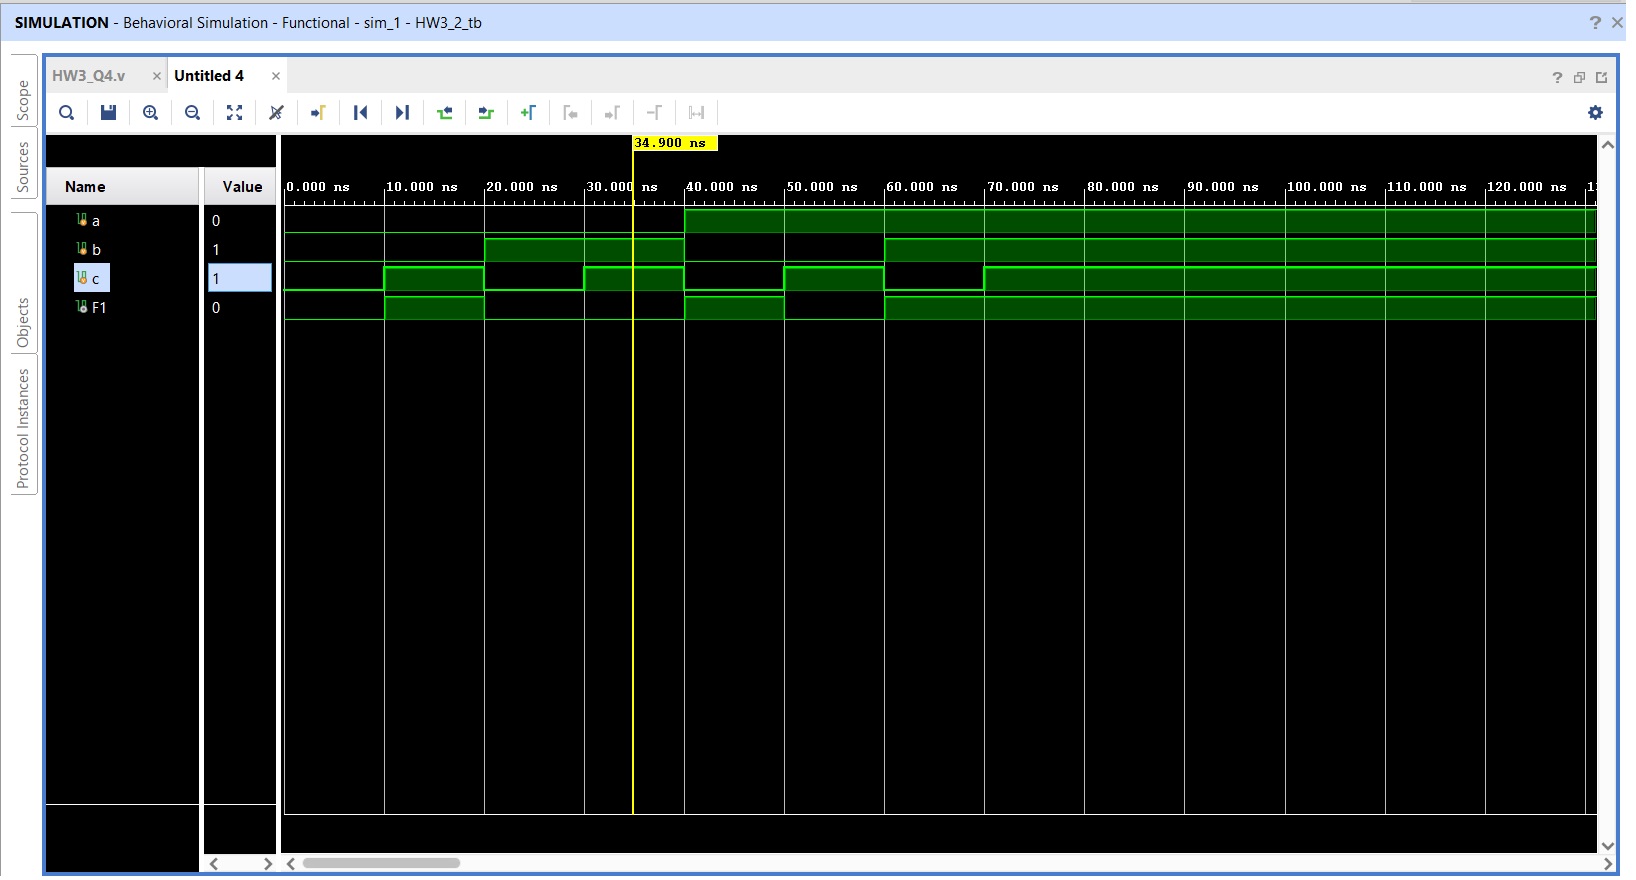 SIMULATION - Behavioral Simulation - Functional - sim_1 - HW3_2_tb
? ×
Scope
Sources
Objects
Protocol Instances
HW3_Q4.v ×
Untitled 4 ×
?
34.900 ns
Name
Value
0.000 ns 10.000 ns 20.000 ns 30.000 ns 40.000 ns 50.000 ns 60.000 ns 70.000 ns 80.000 ns 90.000 ns 100.000 ns 110.000 ns 120.000 ns
a 0
b 1
c 1
F1 0